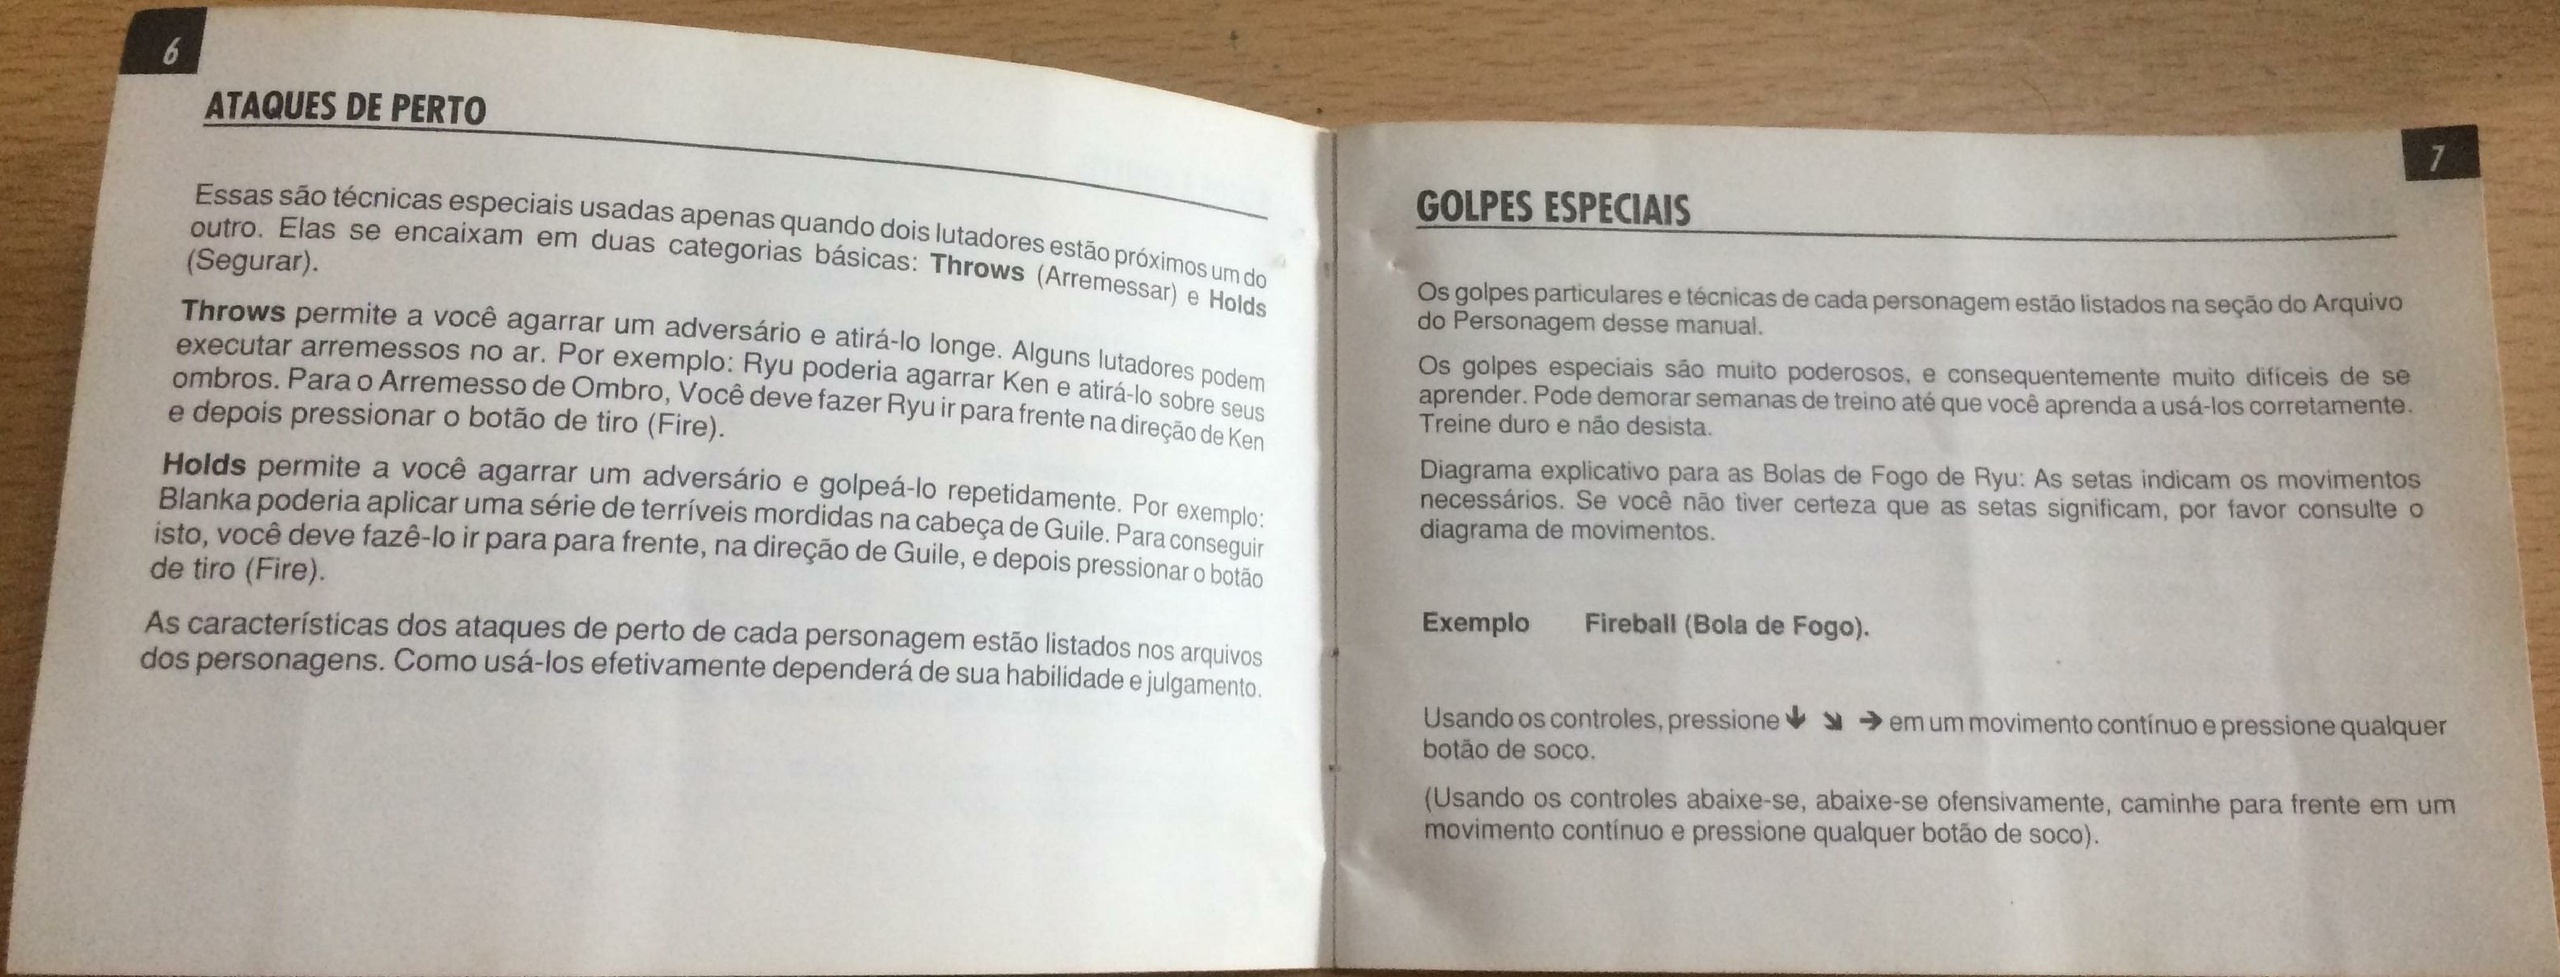 6
ATAQUES DE PERTO
Essas são técnicas especiais usadas apenas quando dois lutadores estão próximos um do
outro. Elas se encaixam em duas categorias básicas: Throws (Arremessar) e Holds
(Segurar).
Throws permite a você agarrar um adversário e atirá-lo longe. Alguns lutadores podem
executar arremessos no ar. Por exemplo: Ryu poderia agarrar Ken e atirá-lo sobre seus
ombros. Para o Arremesso de Ombro, Você deve fazer Ryu ir para frente na direção de Ken
e depois pressionar o botão de tiro (Fire).
Holds permite a você agarrar um adversário e golpeá-lo repetidamente. Por exemplo:
Blanka poderia aplicar uma série de terríveis mordidas na cabeça de Guile. Para conseguir
isto, você deve fazê-lo ir para para frente, na direção de Guile, e depois pressionar o botão
de tiro (Fire).
As características dos ataques de perto de cada personagem estão listados nos arquivos
dos personagens. Como usá-los efetivamente dependerá de sua habilidade e julgamento.
7
GOLPES ESPECIAIS
Os golpes particulares e técnicas de cada personagem estão listados na seção do Arquivo
do Personagem desse manual.
Os golpes especiais são muito poderosos, e consequentemente muito difíceis de se
aprender. Pode demorar semanas de treino até que você aprenda a usá-los corretamente.
Treine duro e não desista.
Diagrama explicativo para as Bolas de Fogo de Ryu: As setas indicam os movimentos
necessários. Se você não tiver certeza que as setas significam, por favor consulte o
diagrama de movimentos.
Exemplo Fireball (Bola de Fogo).
Usando os controles, pressione ↓ ↘ → em um movimento contínuo e pressione qualquer
botão de soco.
(Usando os controles abaixe-se, abaixe-se ofensivamente, caminhe para frente em um
movimento contínuo e pressione qualquer botão de soco).